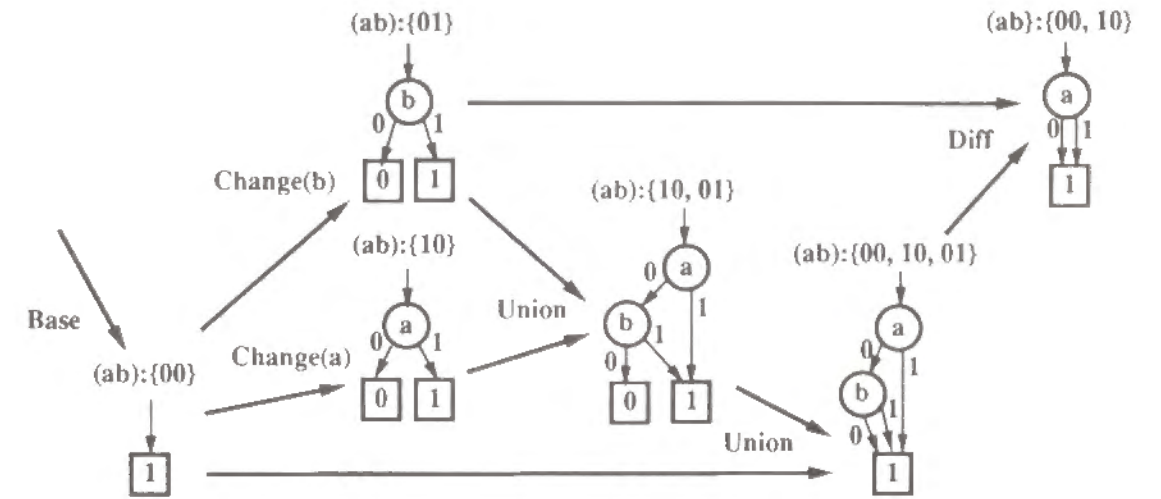 (ab):{01}
b
0 1
0 1
Change(b)
(ab):{10}
a
0 1
0 1
Change(a)
Base
(ab):{00}
1
Union
(ab):{10, 01}
a
0
1
b
0
1
0 1
Union
(ab):{00, 10, 01}
a
0
1
b
0
1
1
Diff
(ab}:{00, 10}
a
0 1
1